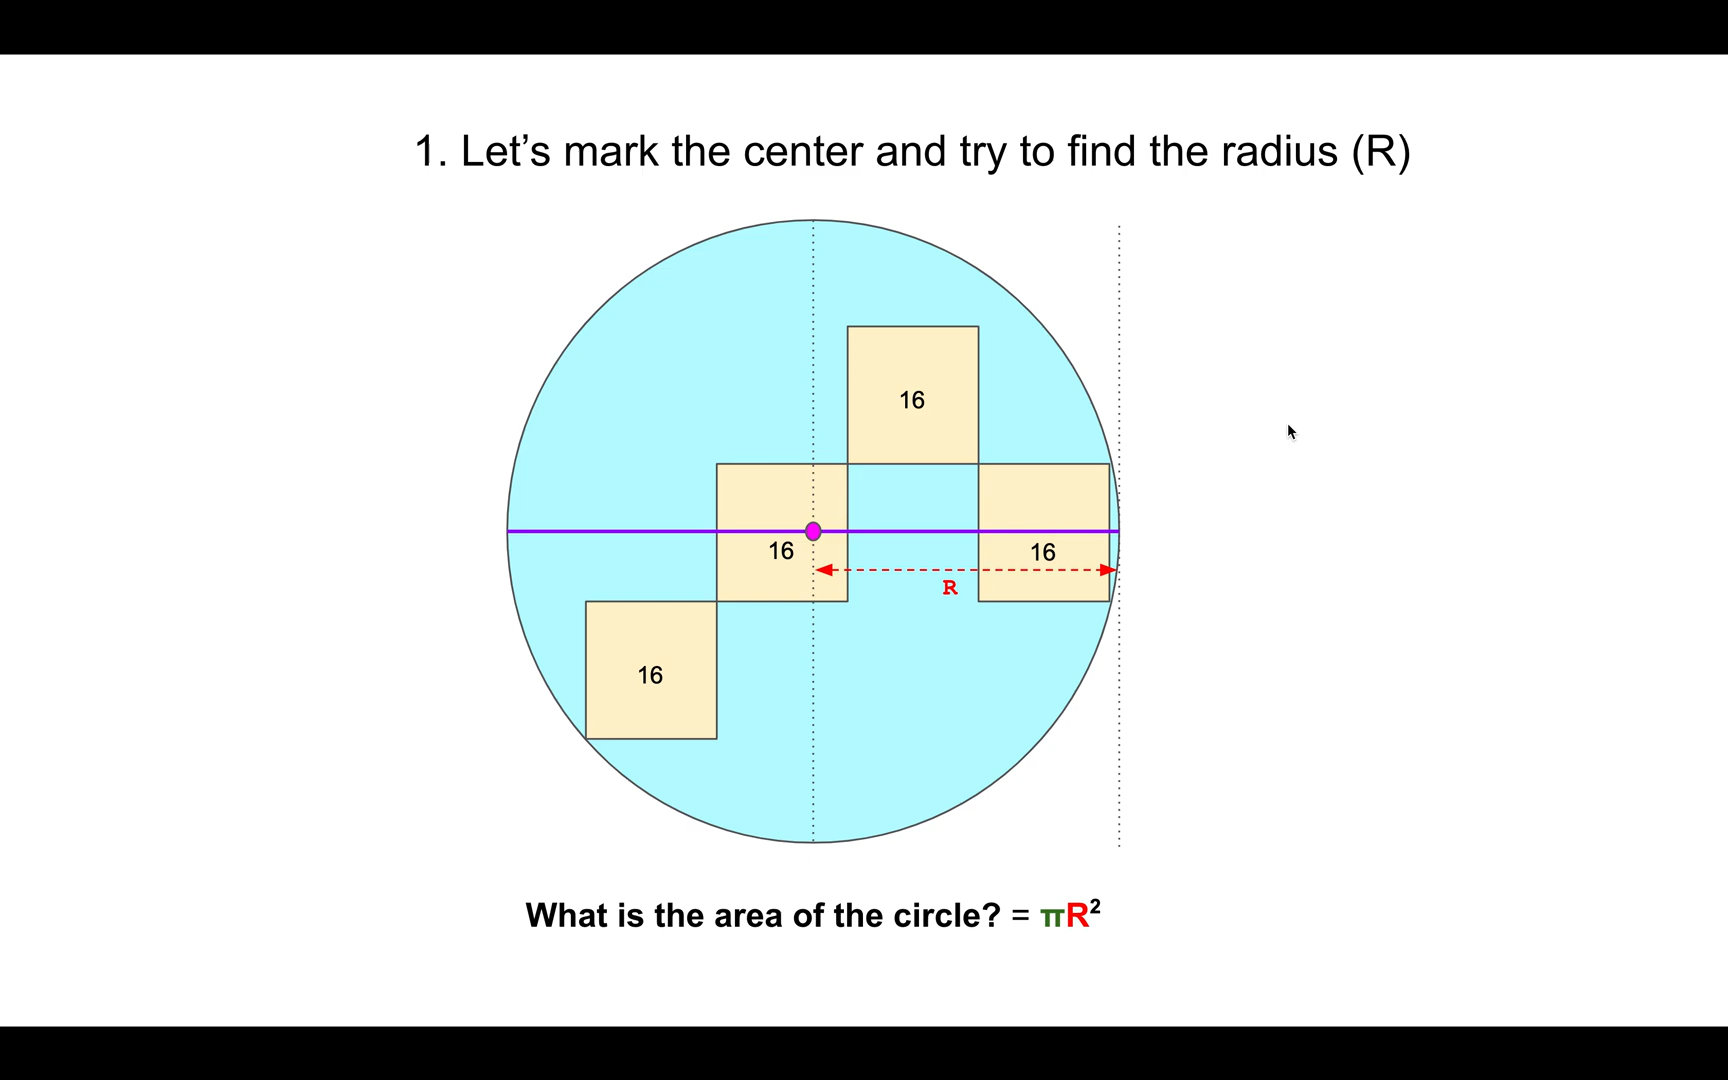 1. Let’s mark the center and try to find the radius (R)
16
16
16
R
16
What is the area of the circle? = πR²